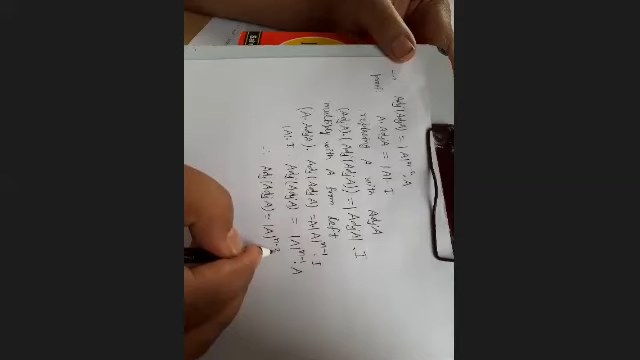 → Adj(AdjA) = |A|ⁿ⁻². A
proof: A. AdjA = |A|. I
replacing A with AdjA
(AdjA).(Adj(AdjA)) = |AdjA|. I
multiply with A from left
(A. AdjA). Adj(AdjA) = A|A|ⁿ⁻¹. I
|A|. I Adj(AdjA) = |A|ⁿ⁻¹. A
∴ Adj(AdjA) = |A|ⁿ⁻²